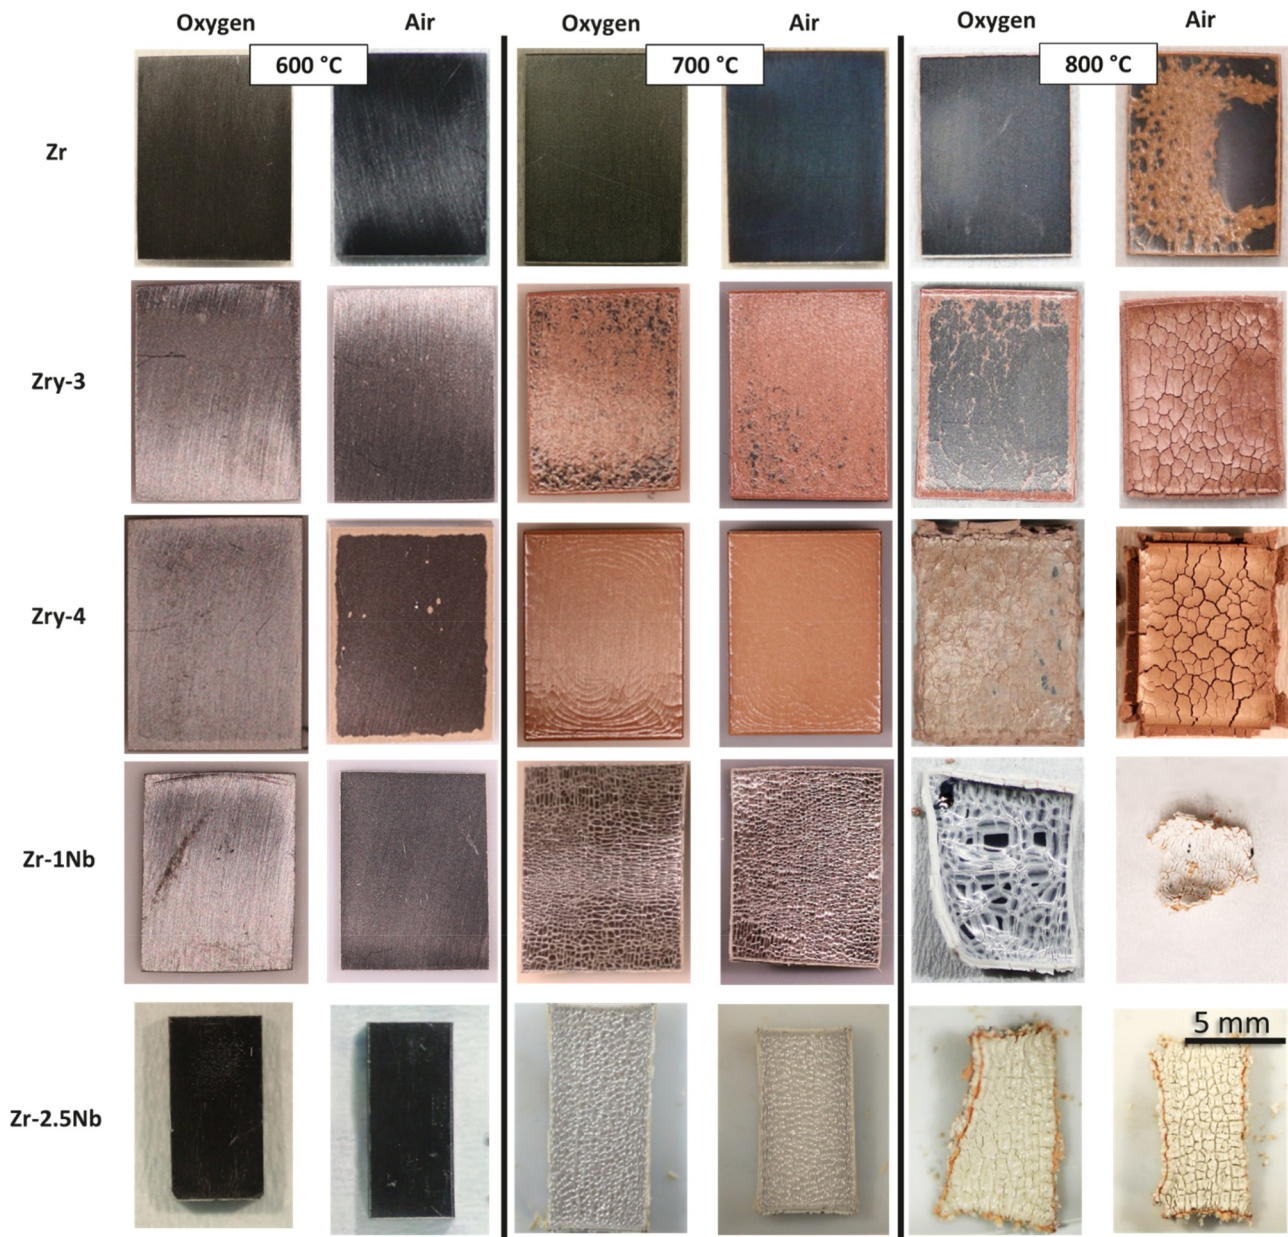 Oxygen Air Oxygen Air Oxygen Air
600 °C 700 °C 800 °C
Zr
Zry-3
Zry-4
Zr-1Nb
Zr-2.5Nb
5 mm